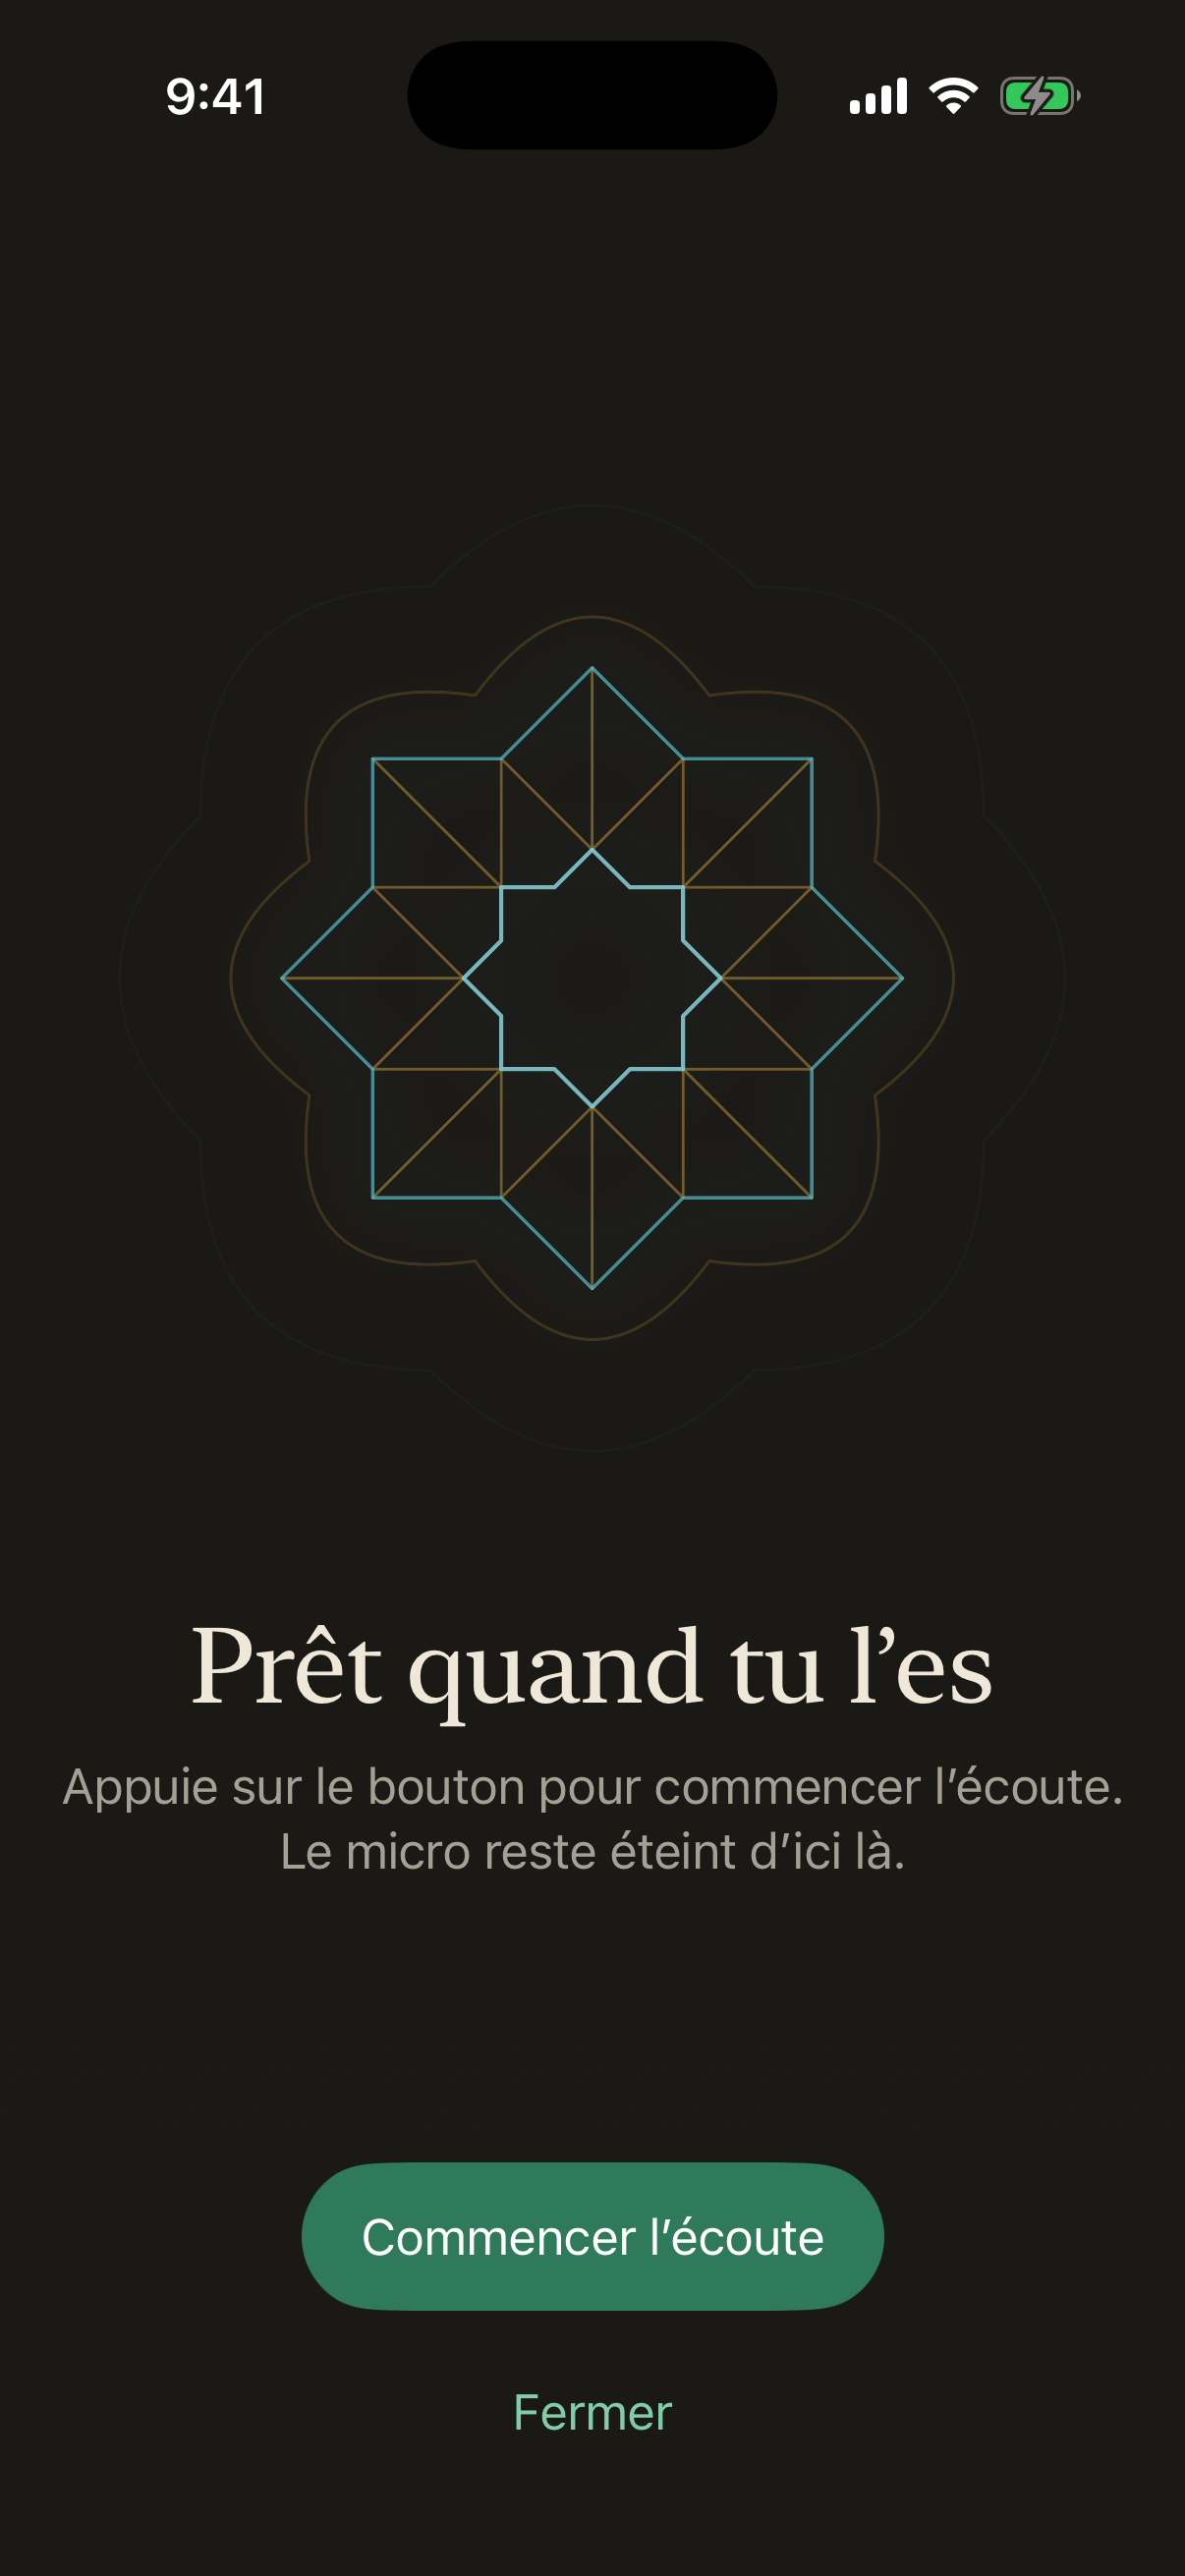 9:41
Prêt quand tu l’es
Appuie sur le bouton pour commencer l’écoute.
Le micro reste éteint d’ici là.
Commencer l’écoute
Fermer